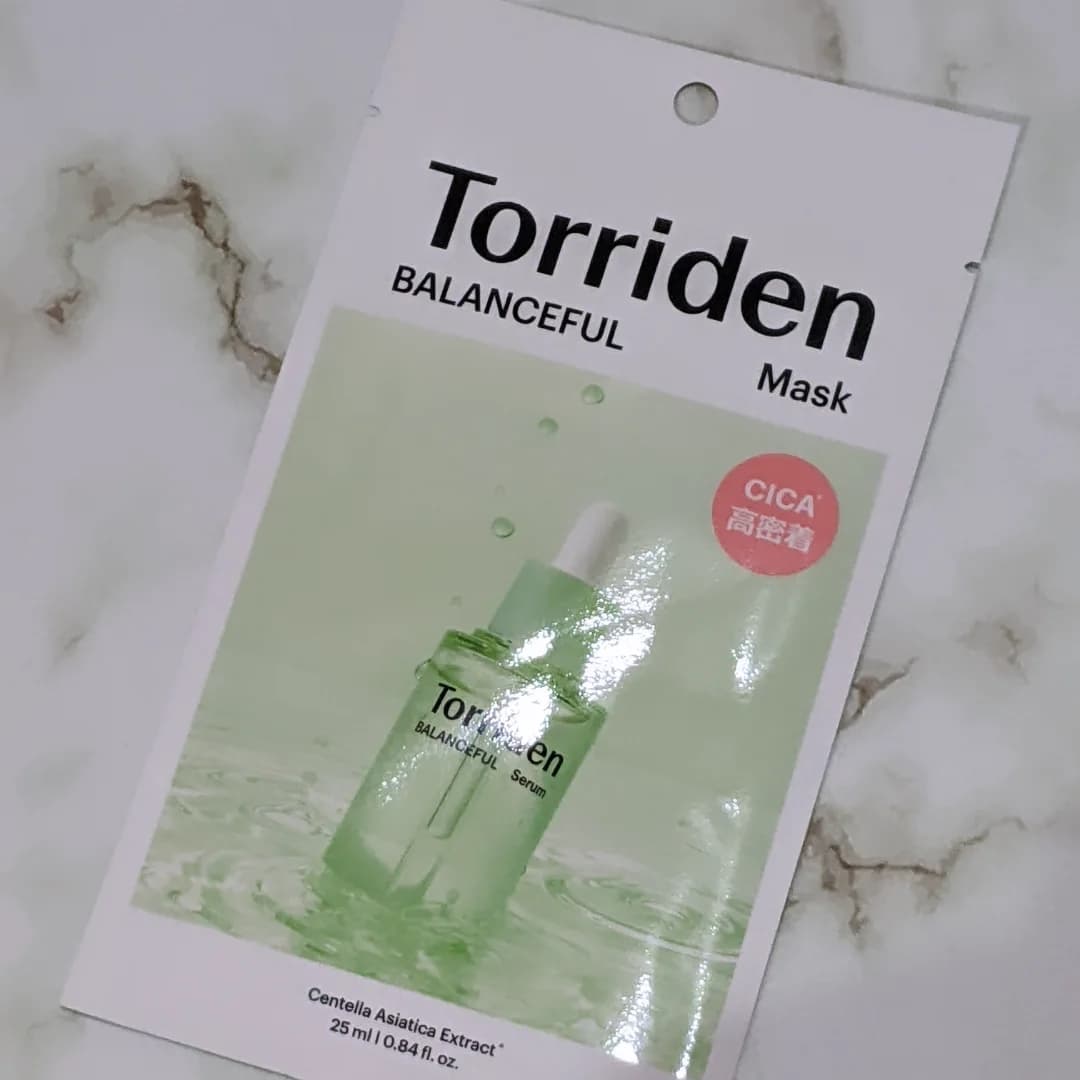 Torriden
BALANCEFUL
Mask
CICA*
高密着
Torriden
BALANCEFUL Serum
Centella Asiatica Extract*
25 ml | 0.84 fl. oz.